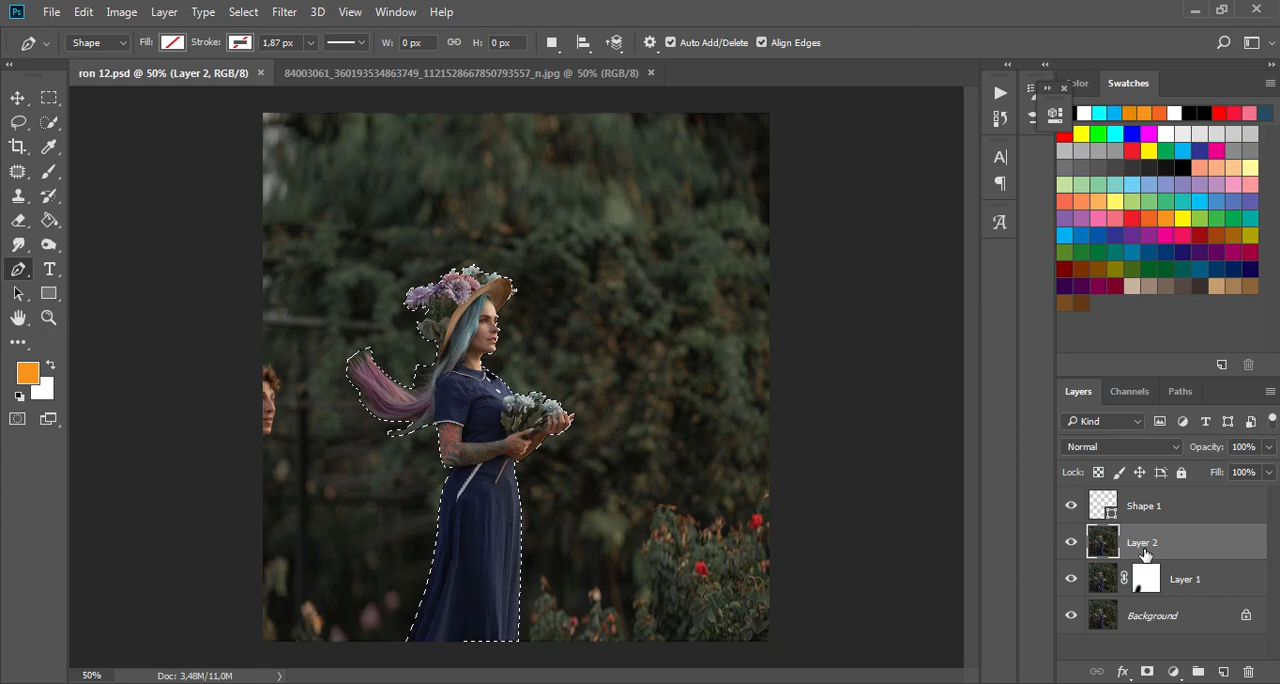 Ps File Edit Image Layer Type Select Filter 3D View Window Help
Shape Fill: Stroke: 1,87 px W: 0 px H: 0 px Auto Add/Delete Align Edges
ron 12.psd @ 50% (Layer 2, RGB/8) × 84003061_360193534863749_1121528667850793557_n.jpg @ 50% (RGB/8) ×
Swatches
Layers Channels Paths
Kind
Normal Opacity: 100%
Lock: Fill: 100%
Shape 1
Layer 2
Layer 1
Background
50% Doc: 3,48M/11,0M
fx